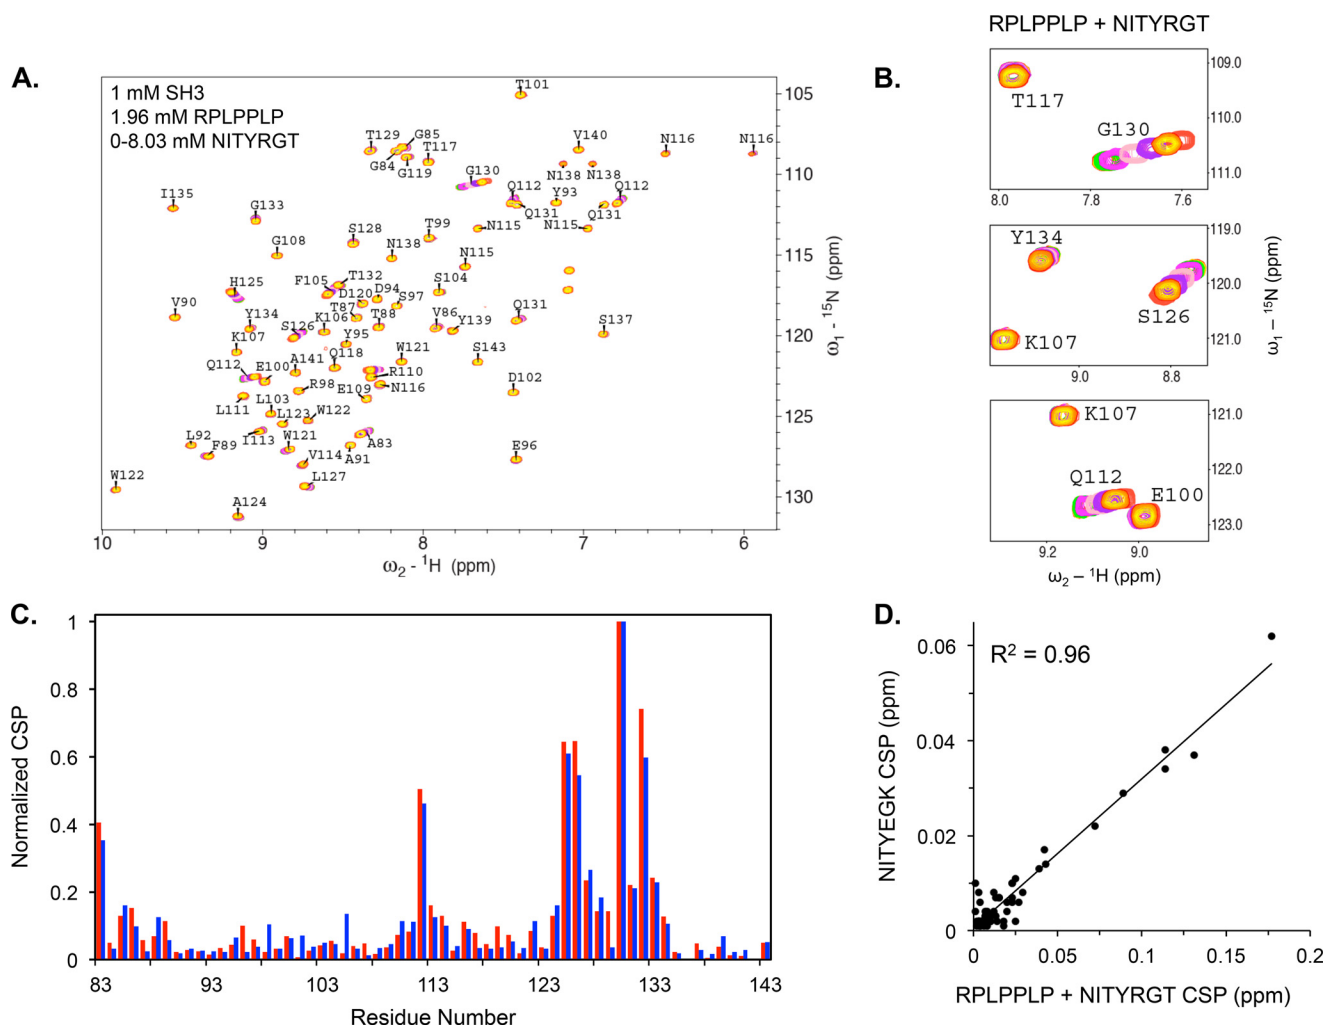 A.
1 mM SH3
1.96 mM RPLPPLP
0-8.03 mM NITYRGT
T101
T129
G85
T117
G84
G119
V140
N116
N116
G130
N138
N138
Q112
Y93
Q112
I135
G133
Q131
Q131
S128
T99
N115
N115
G108
N138
N115
H125
F105
T132
D94
S104
D120
S97
V90
T87
T88
V86
Q131
Y134
K106
Y139
S137
S126
Y95
K107
A141
Q118
W121
S143
Q112
E100
R110
R98
N116
E109
D102
L103
L111
L123
W122
L92
I113
W121
A83
F89
V114
A91
E96
W122
L127
A124
105
110
115
120
125
130
ω1 - 15N (ppm)
10
9
8
7
6
ω2 - 1H (ppm)
B.
RPLPPLP + NITYRGT
T117
G130
109.0
110.0
111.0
8.0
7.8
7.6
Y134
S126
K107
119.0
120.0
121.0
9.0
8.8
ω1 - 15N (ppm)
K107
Q112
E100
121.0
122.0
123.0
9.2
9.0
ω2 - 1H (ppm)
C.
Normalized CSP
1
0.8
0.6
0.4
0.2
0
83
93
103
113
123
133
143
Residue Number
D.
R2 = 0.96
NITYEGK CSP (ppm)
0.06
0.04
0.02
0
0
0.05
0.1
0.15
0.2
RPLPPLP + NITYRGT CSP (ppm)